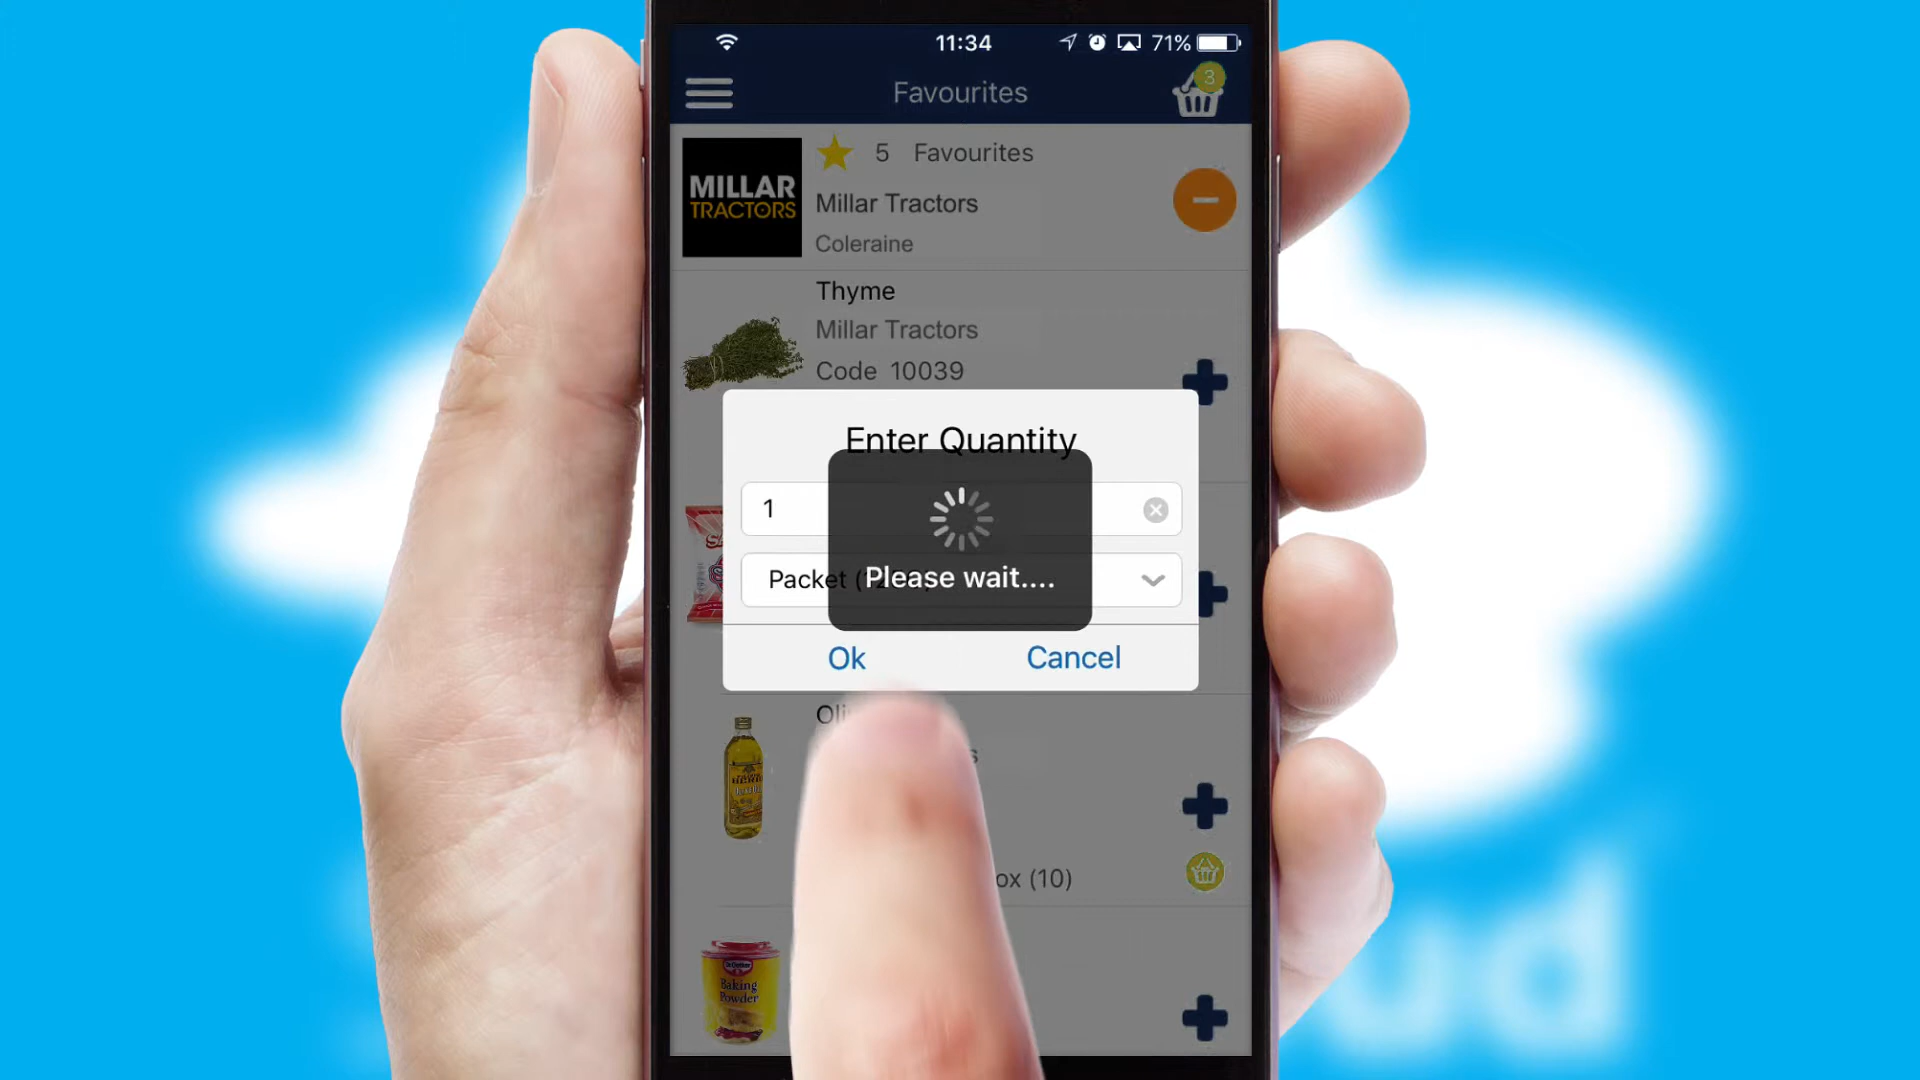 11:34
71%
Favourites
3
MILLAR
TRACTORS
5 Favourites
Millar Tractors
Coleraine
Thyme
Millar Tractors
Code 10039
Enter Quantity
1
Packet
Please wait....
Ok
Cancel
ox (10)
Baking
Powder
ud